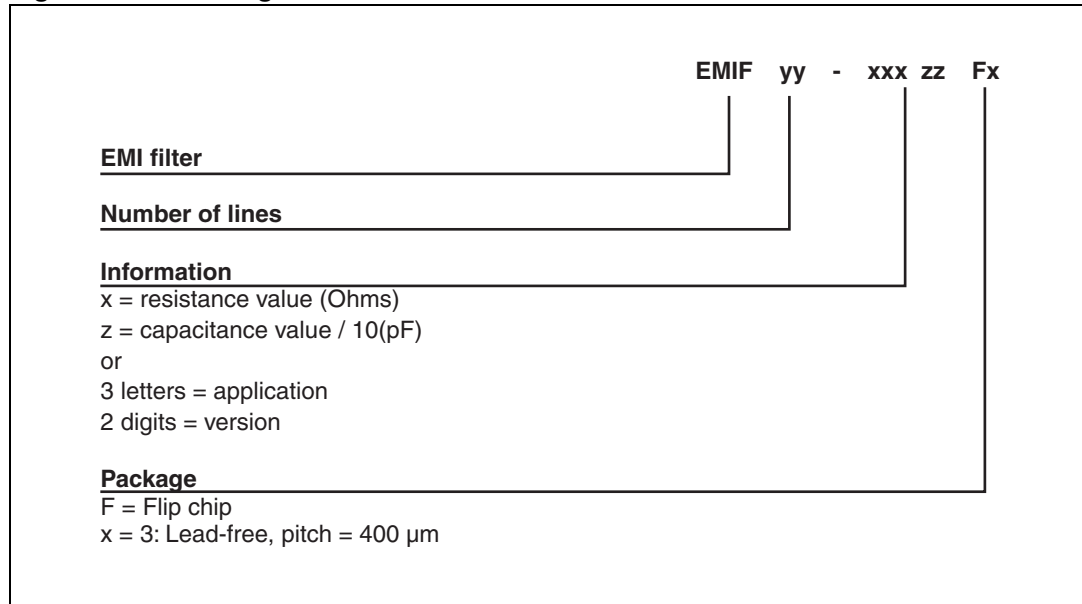 EMIF yy - xxx zz Fx
EMI filter
Number of lines
Information
x = resistance value (Ohms)
z = capacitance value / 10(pF)
or
3 letters = application
2 digits = version
Package
F = Flip chip
x = 3: Lead-free, pitch = 400 µm